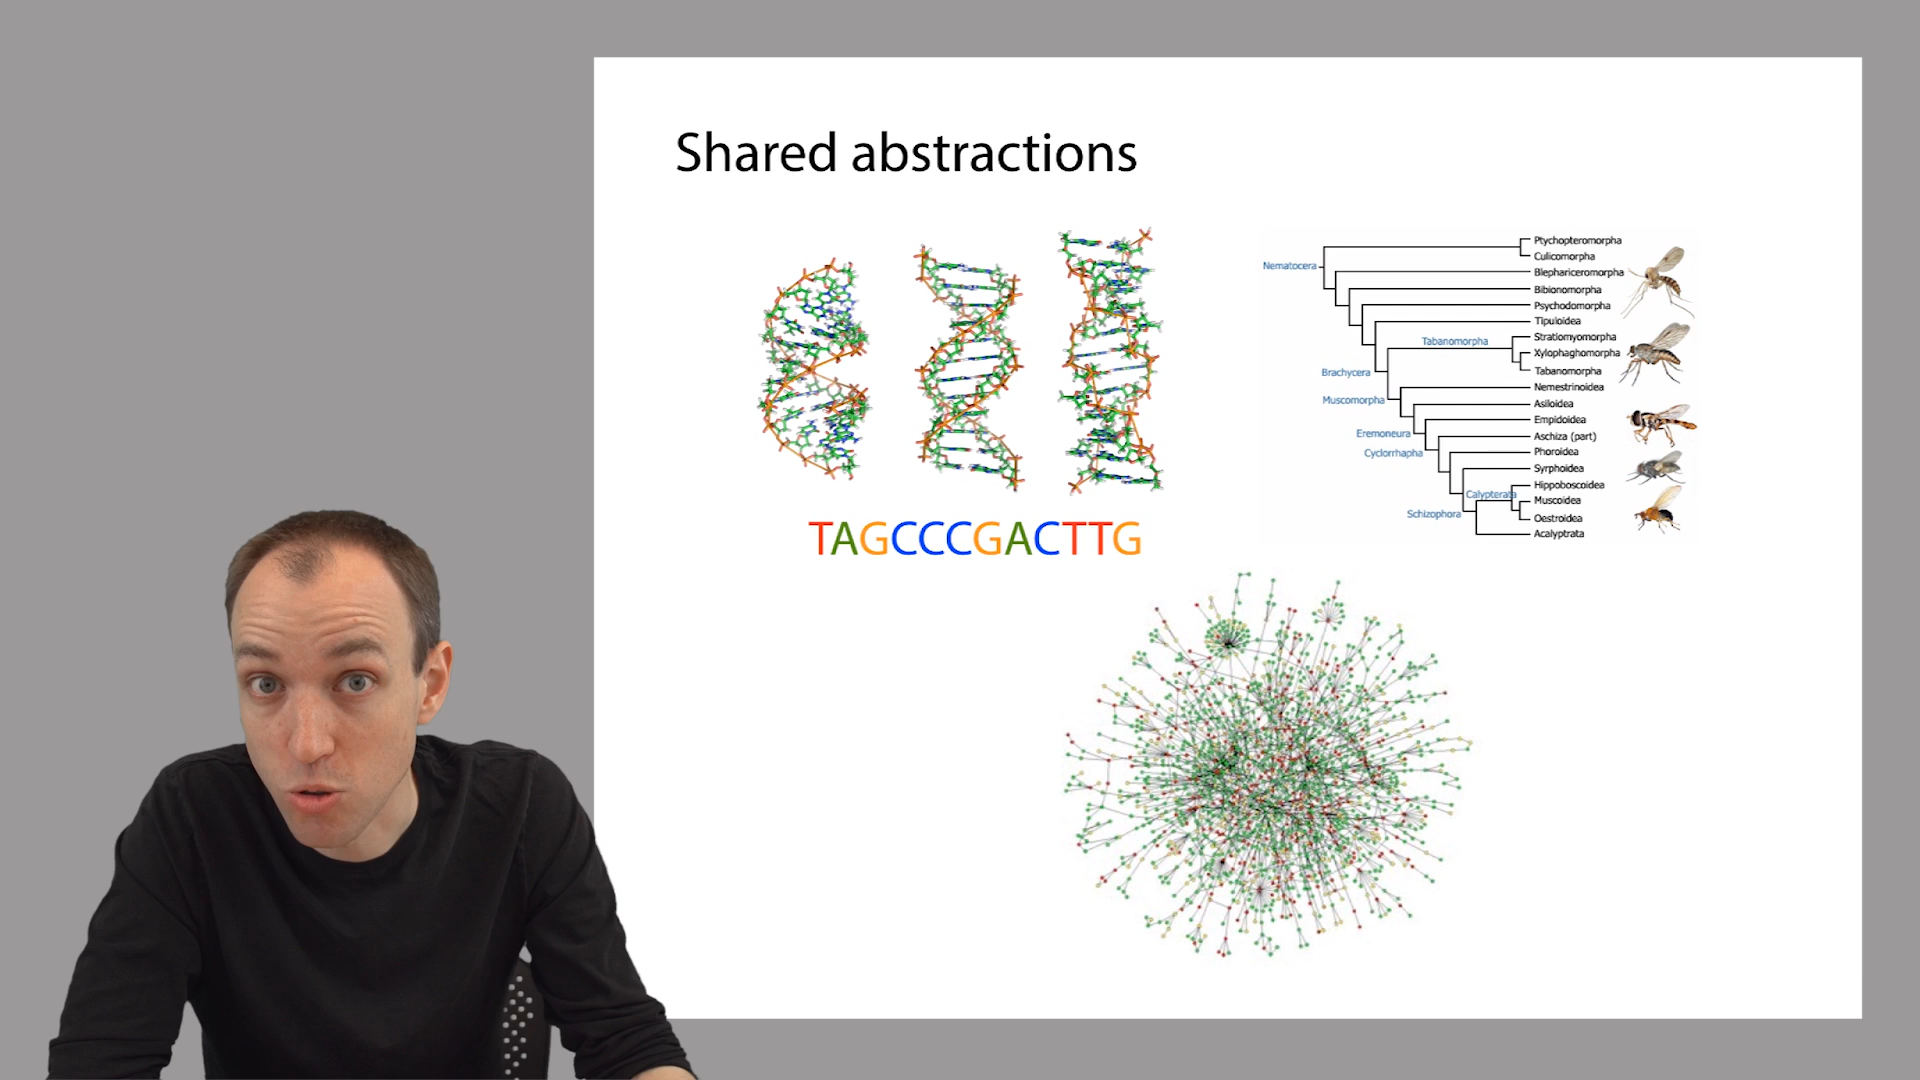 Shared abstractions
TAGCCCGACTTG
Nematocera
Brachycera
Muscomorpha
Eremoneura
Cyclorrhapha
Schizophora
Tabanomorpha
Calypterata
Ptychopteromorpha
Culicomorpha
Blephariceromorpha
Bibionomorpha
Psychodomorpha
Tipuloidea
Stratiomyomorpha
Xylophaghomorpha
Tabanomorpha
Nemestrinoidea
Asiloidea
Empidoidea
Aschiza (part)
Phoroidea
Syrphoidea
Hippoboscoidea
Muscoidea
Oestroidea
Acalyptrata